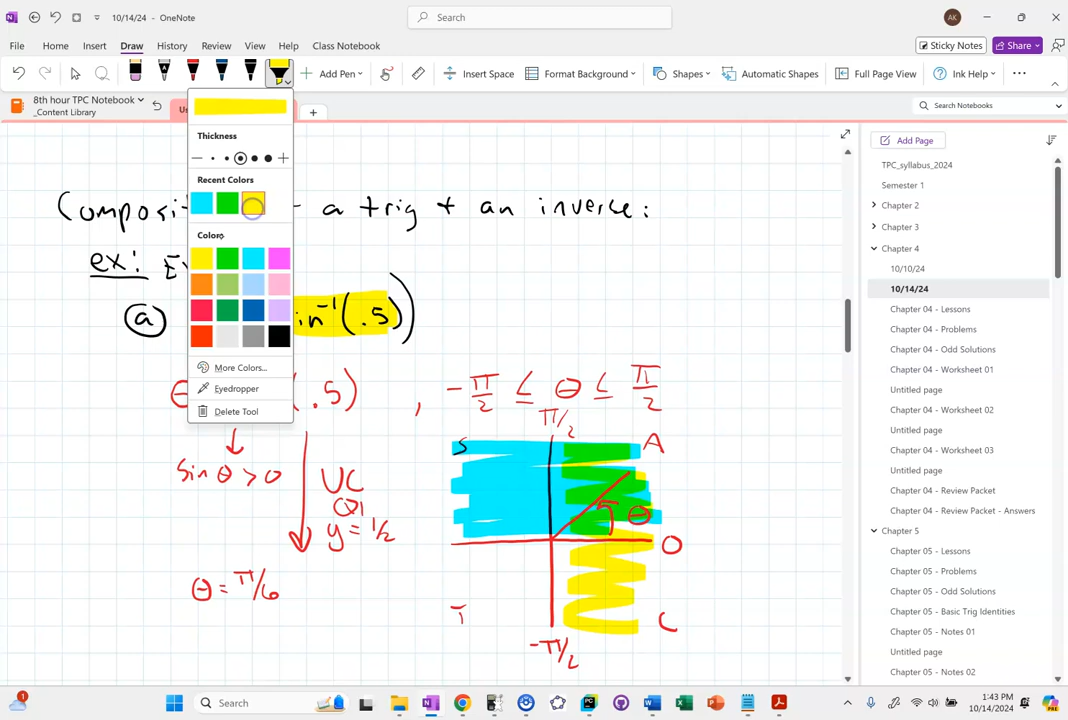 10/14/24 - OneNote
Search
AK
File Home Insert Draw History Review View Help Class Notebook
Sticky Notes
Share
Add Pen
Insert Space
Format Background
Shapes
Automatic Shapes
Full Page View
Ink Help
8th hour TPC Notebook
_Content Library
Search Notebooks
Thickness
Recent Colors
Colors
More Colors...
Eyedropper
Delete Tool
a trig + an inverse:
ex:
(a)
in⁻¹(.5))
(.5) , -π/2 ≤ θ ≤ π/2
π/2
S
A
sin θ > 0
UC
QI
y = 1/2
θ
O
θ = π/6
T
C
-π/2
Add Page
TPC_syllabus_2024
Semester 1
Chapter 2
Chapter 3
Chapter 4
10/10/24
10/14/24
Chapter 04 - Lessons
Chapter 04 - Problems
Chapter 04 - Odd Solutions
Chapter 04 - Worksheet 01
Untitled page
Chapter 04 - Worksheet 02
Untitled page
Chapter 04 - Worksheet 03
Untitled page
Chapter 04 - Review Packet
Chapter 04 - Review Packet - Answers
Chapter 5
Chapter 05 - Lessons
Chapter 05 - Problems
Chapter 05 - Odd Solutions
Chapter 05 - Basic Trig Identities
Chapter 05 - Notes 01
Untitled page
Chapter 05 - Notes 02
1
Search
1:43 PM
10/14/2024